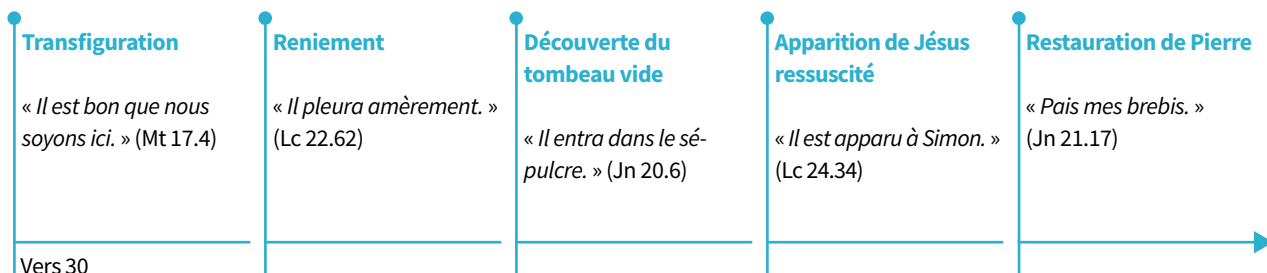 Transfiguration
« Il est bon que nous
soyons ici. » (Mt 17.4)
Reniement
« Il pleura amèrement. »
(Lc 22.62)
Découverte du
tombeau vide
« Il entra dans le sé-
pulcre. » (Jn 20.6)
Apparition de Jésus
ressuscité
« Il est apparu à Simon. »
(Lc 24.34)
Restauration de Pierre
« Pais mes brebis. »
(Jn 21.17)
Vers 30